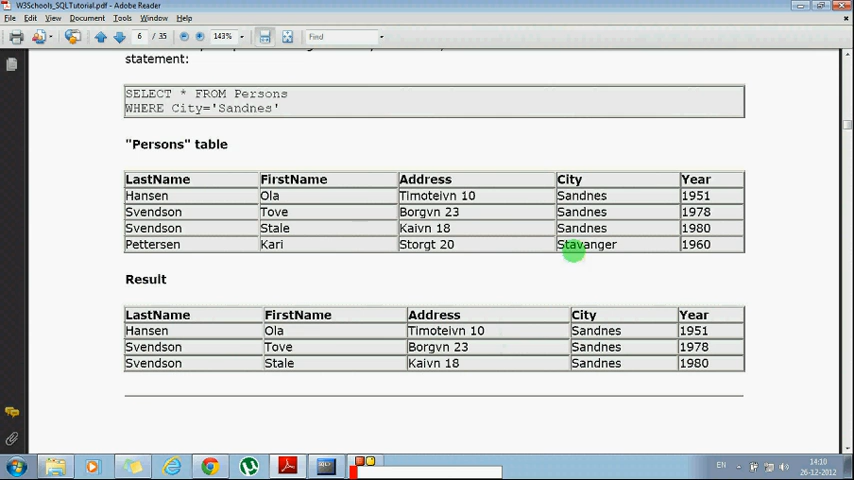 W3Schools_SQLTutorial.pdf - Adobe Reader
File Edit View Document Tools Window Help
6 / 35 143% Find
statement:
SELECT * FROM Persons
WHERE City='Sandnes'
"Persons" table
LastName FirstName Address City Year
Hansen Ola Timoteivn 10 Sandnes 1951
Svendson Tove Borgvn 23 Sandnes 1978
Svendson Stale Kaivn 18 Sandnes 1980
Pettersen Kari Storgt 20 Stavanger 1960
Result
LastName FirstName Address City Year
Hansen Ola Timoteivn 10 Sandnes 1951
Svendson Tove Borgvn 23 Sandnes 1978
Svendson Stale Kaivn 18 Sandnes 1980
EN 14:10
26-12-2012